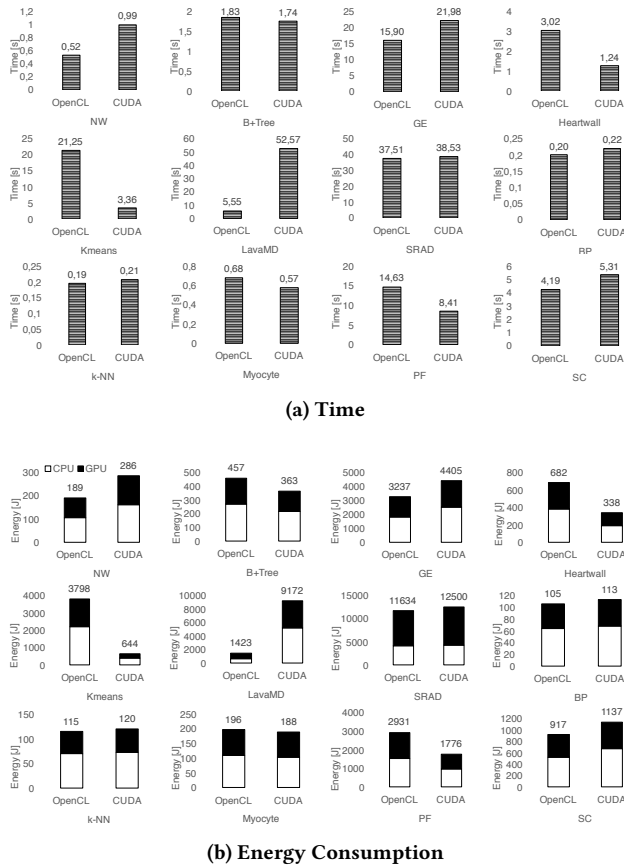 1,2
1
0,8
0,6
0,4
0,2
0
Time [s]
0,52
0,99
OpenCL CUDA
NW
2
1,5
1
0,5
0
Time [s]
1,83
1,74
OpenCL CUDA
B+Tree
25
20
15
10
5
0
Time [s]
15,90
21,98
OpenCL CUDA
GE
4
3
2
1
0
Time [s]
3,02
1,24
OpenCL CUDA
Heartwall
25
20
15
10
5
0
Time [s]
21,25
3,36
OpenCL CUDA
Kmeans
60
50
40
30
20
10
0
Time [s]
5,55
52,57
OpenCL CUDA
LavaMD
50
40
30
20
10
0
Time [s]
37,51
38,53
OpenCL CUDA
SRAD
0,25
0,2
0,15
0,1
0,05
0
Time [s]
0,20
0,22
OpenCL CUDA
RP
0,25
0,2
0,15
0,1
0,05
0
Time [s]
0,19
0,21
OpenCL CUDA
k-NN
0,8
0,6
0,4
0,2
0
Time [s]
0,68
0,57
OpenCL CUDA
Myocyte
20
15
10
5
0
Time [s]
14,63
8,41
OpenCL CUDA
PF
6
5
4
3
2
1
0
Time [s]
4,19
5,31
OpenCL CUDA
SC
(a) Time
CPU GPU
300
200
100
0
Energy [J]
189
286
OpenCL CUDA
NW
500
400
300
200
100
0
Energy [J]
457
363
OpenCL CUDA
B+Tree
5000
4000
3000
2000
1000
0
Energy [J]
3237
4405
OpenCL CUDA
GE
800
600
400
200
0
Energy [J]
682
338
OpenCL CUDA
Heartwall
4000
3000
2000
1000
0
Energy [J]
3798
644
OpenCL CUDA
Kmeans
10000
8000
6000
4000
2000
0
Energy [J]
1423
9172
OpenCL CUDA
LavaMD
15000
10000
5000
0
Energy [J]
11634
12500
OpenCL CUDA
SRAD
120
100
80
60
40
20
0
Energy [J]
105
113
OpenCL CUDA
BP
150
100
50
0
Energy [J]
115
120
OpenCL CUDA
k-NN
200
150
100
50
0
Energy [J]
196
188
OpenCL CUDA
Myocyte
4000
3000
2000
1000
0
Energy [J]
2931
1776
OpenCL CUDA
PF
1200
1000
800
600
400
200
0
Energy [J]
917
1137
OpenCL CUDA
SC
(b) Energy Consumption